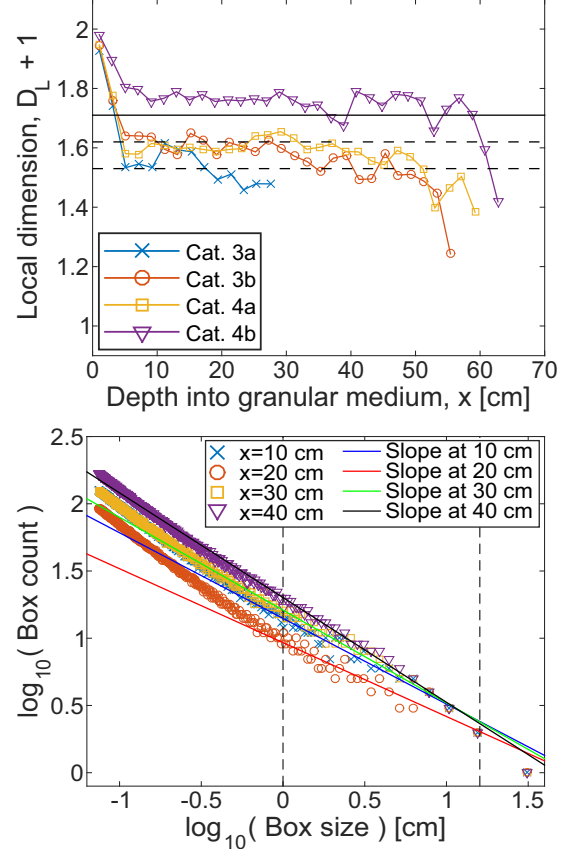 2
1.8
1.6
1.4
1.2
1
Local dimension, D_L + 1
Cat. 3a
Cat. 3b
Cat. 4a
Cat. 4b
0 10 20 30 40 50 60 70
Depth into granular medium, x [cm]
2.5
2
1.5
1
0.5
0
log10( Box count )
x=10 cm
x=20 cm
x=30 cm
x=40 cm
Slope at 10 cm
Slope at 20 cm
Slope at 30 cm
Slope at 40 cm
-1 -0.5 0 0.5 1 1.5
log10( Box size ) [cm]